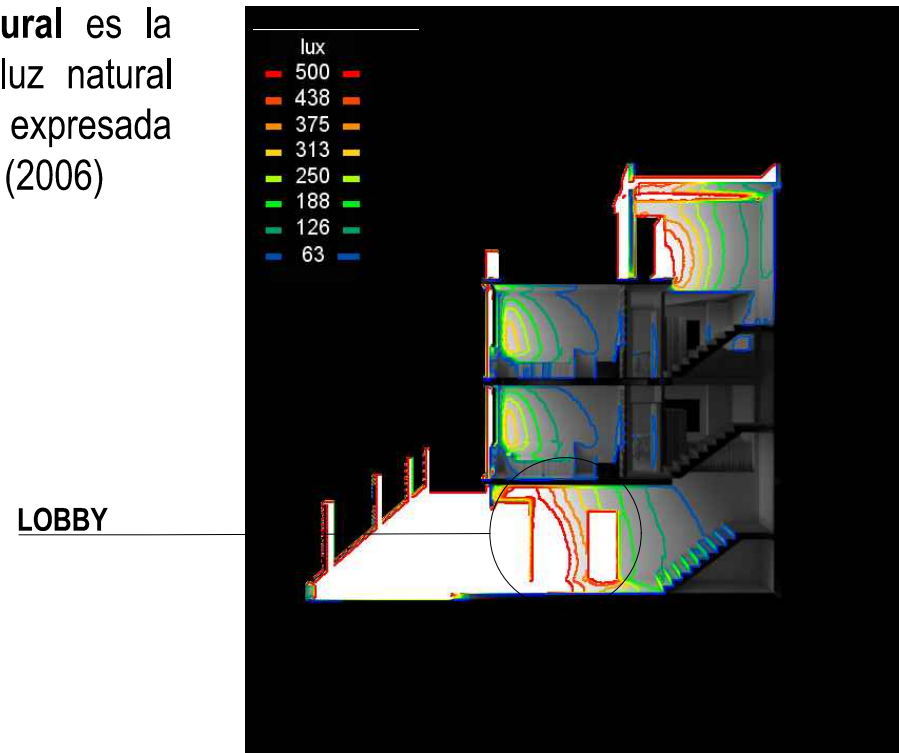 ural es la
luz natural
expresada
(2006)
lux
500
438
375
313
250
188
126
63
LOBBY